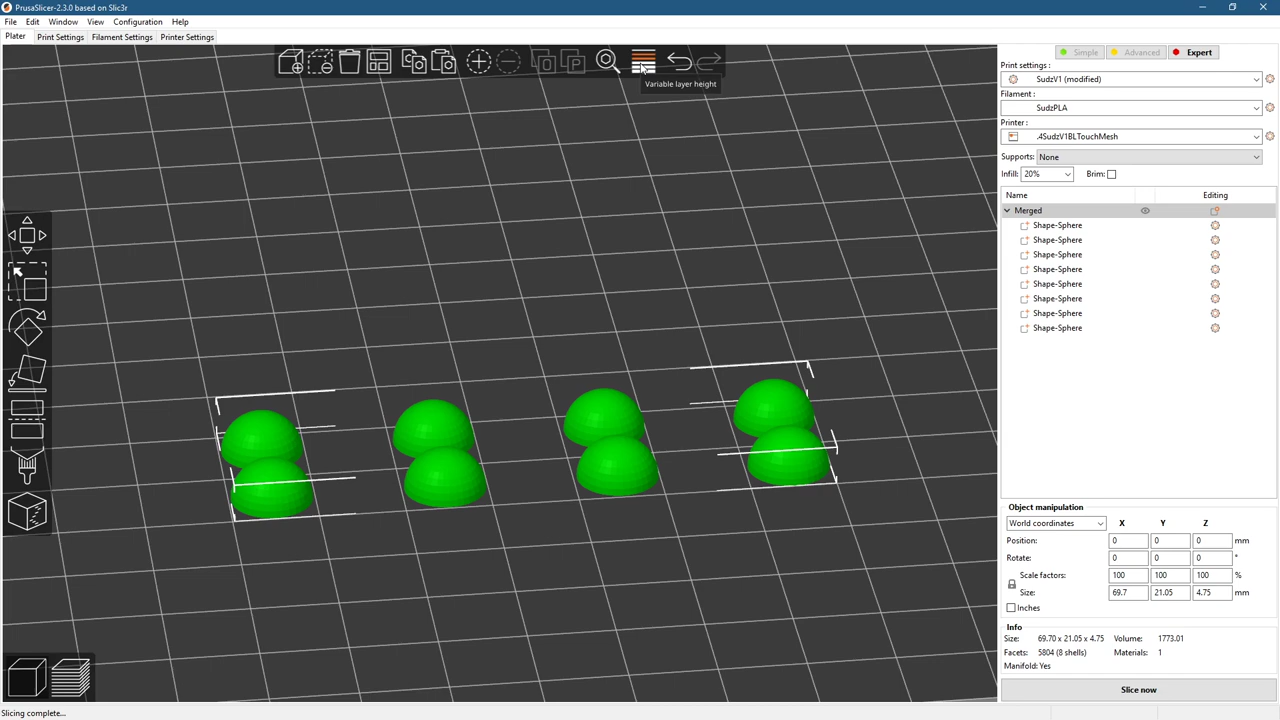 PrusaSlicer-2.3.0 based on Slic3r
File Edit Window View Configuration Help
Plater Print Settings Filament Settings Printer Settings
Variable layer height
Simple Advanced Expert
Print settings :
SudzV1 (modified)
Filament :
SudzPLA
Printer :
.4SudzV1BLTouchMesh
Supports: None
Infill: 20% Brim:
Name Editing
Merged
Shape-Sphere
Shape-Sphere
Shape-Sphere
Shape-Sphere
Shape-Sphere
Shape-Sphere
Shape-Sphere
Shape-Sphere
Object manipulation
World coordinates X Y Z
Position: 0 0 0 mm
Rotate: 0 0 0 °
Scale factors: 100 100 100 %
Size: 69.7 21.05 4.75 mm
Inches
Info
Size: 69.70 x 21.05 x 4.75 Volume: 1773.01
Facets: 5804 (8 shells) Materials: 1
Manifold: Yes
Slice now
Slicing complete...